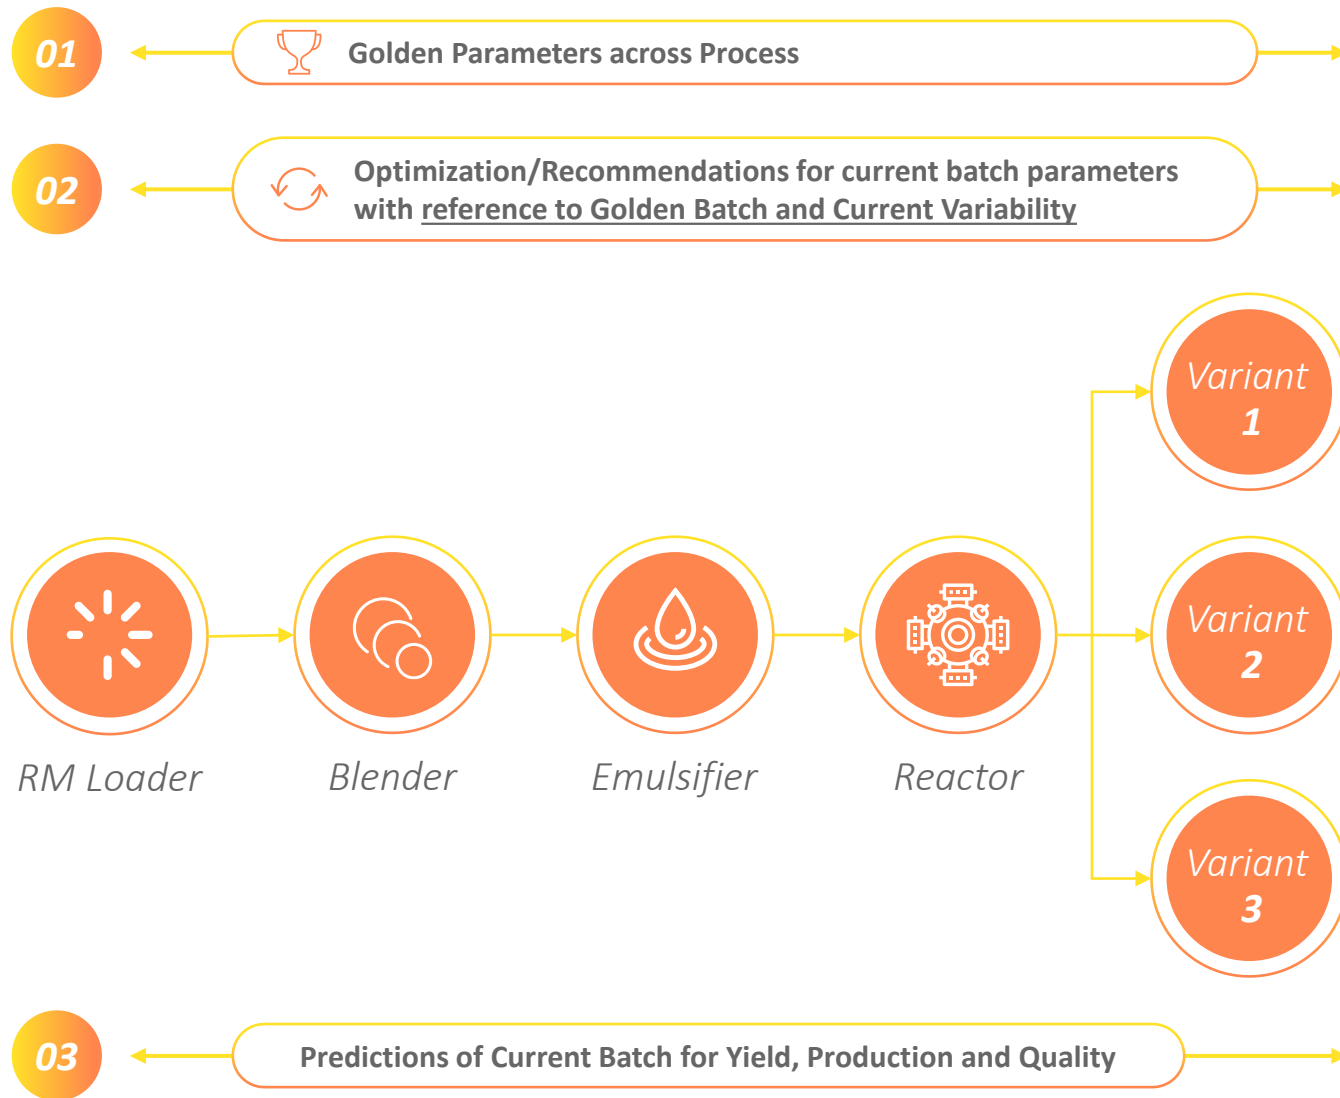 01
Golden Parameters across Process
02
Optimization/Recommendations for current batch parameters
with reference to Golden Batch and Current Variability
Variant
1
RM Loader
Blender
Emulsifier
Reactor
Variant
2
Variant
3
03
Predictions of Current Batch for Yield, Production and Quality